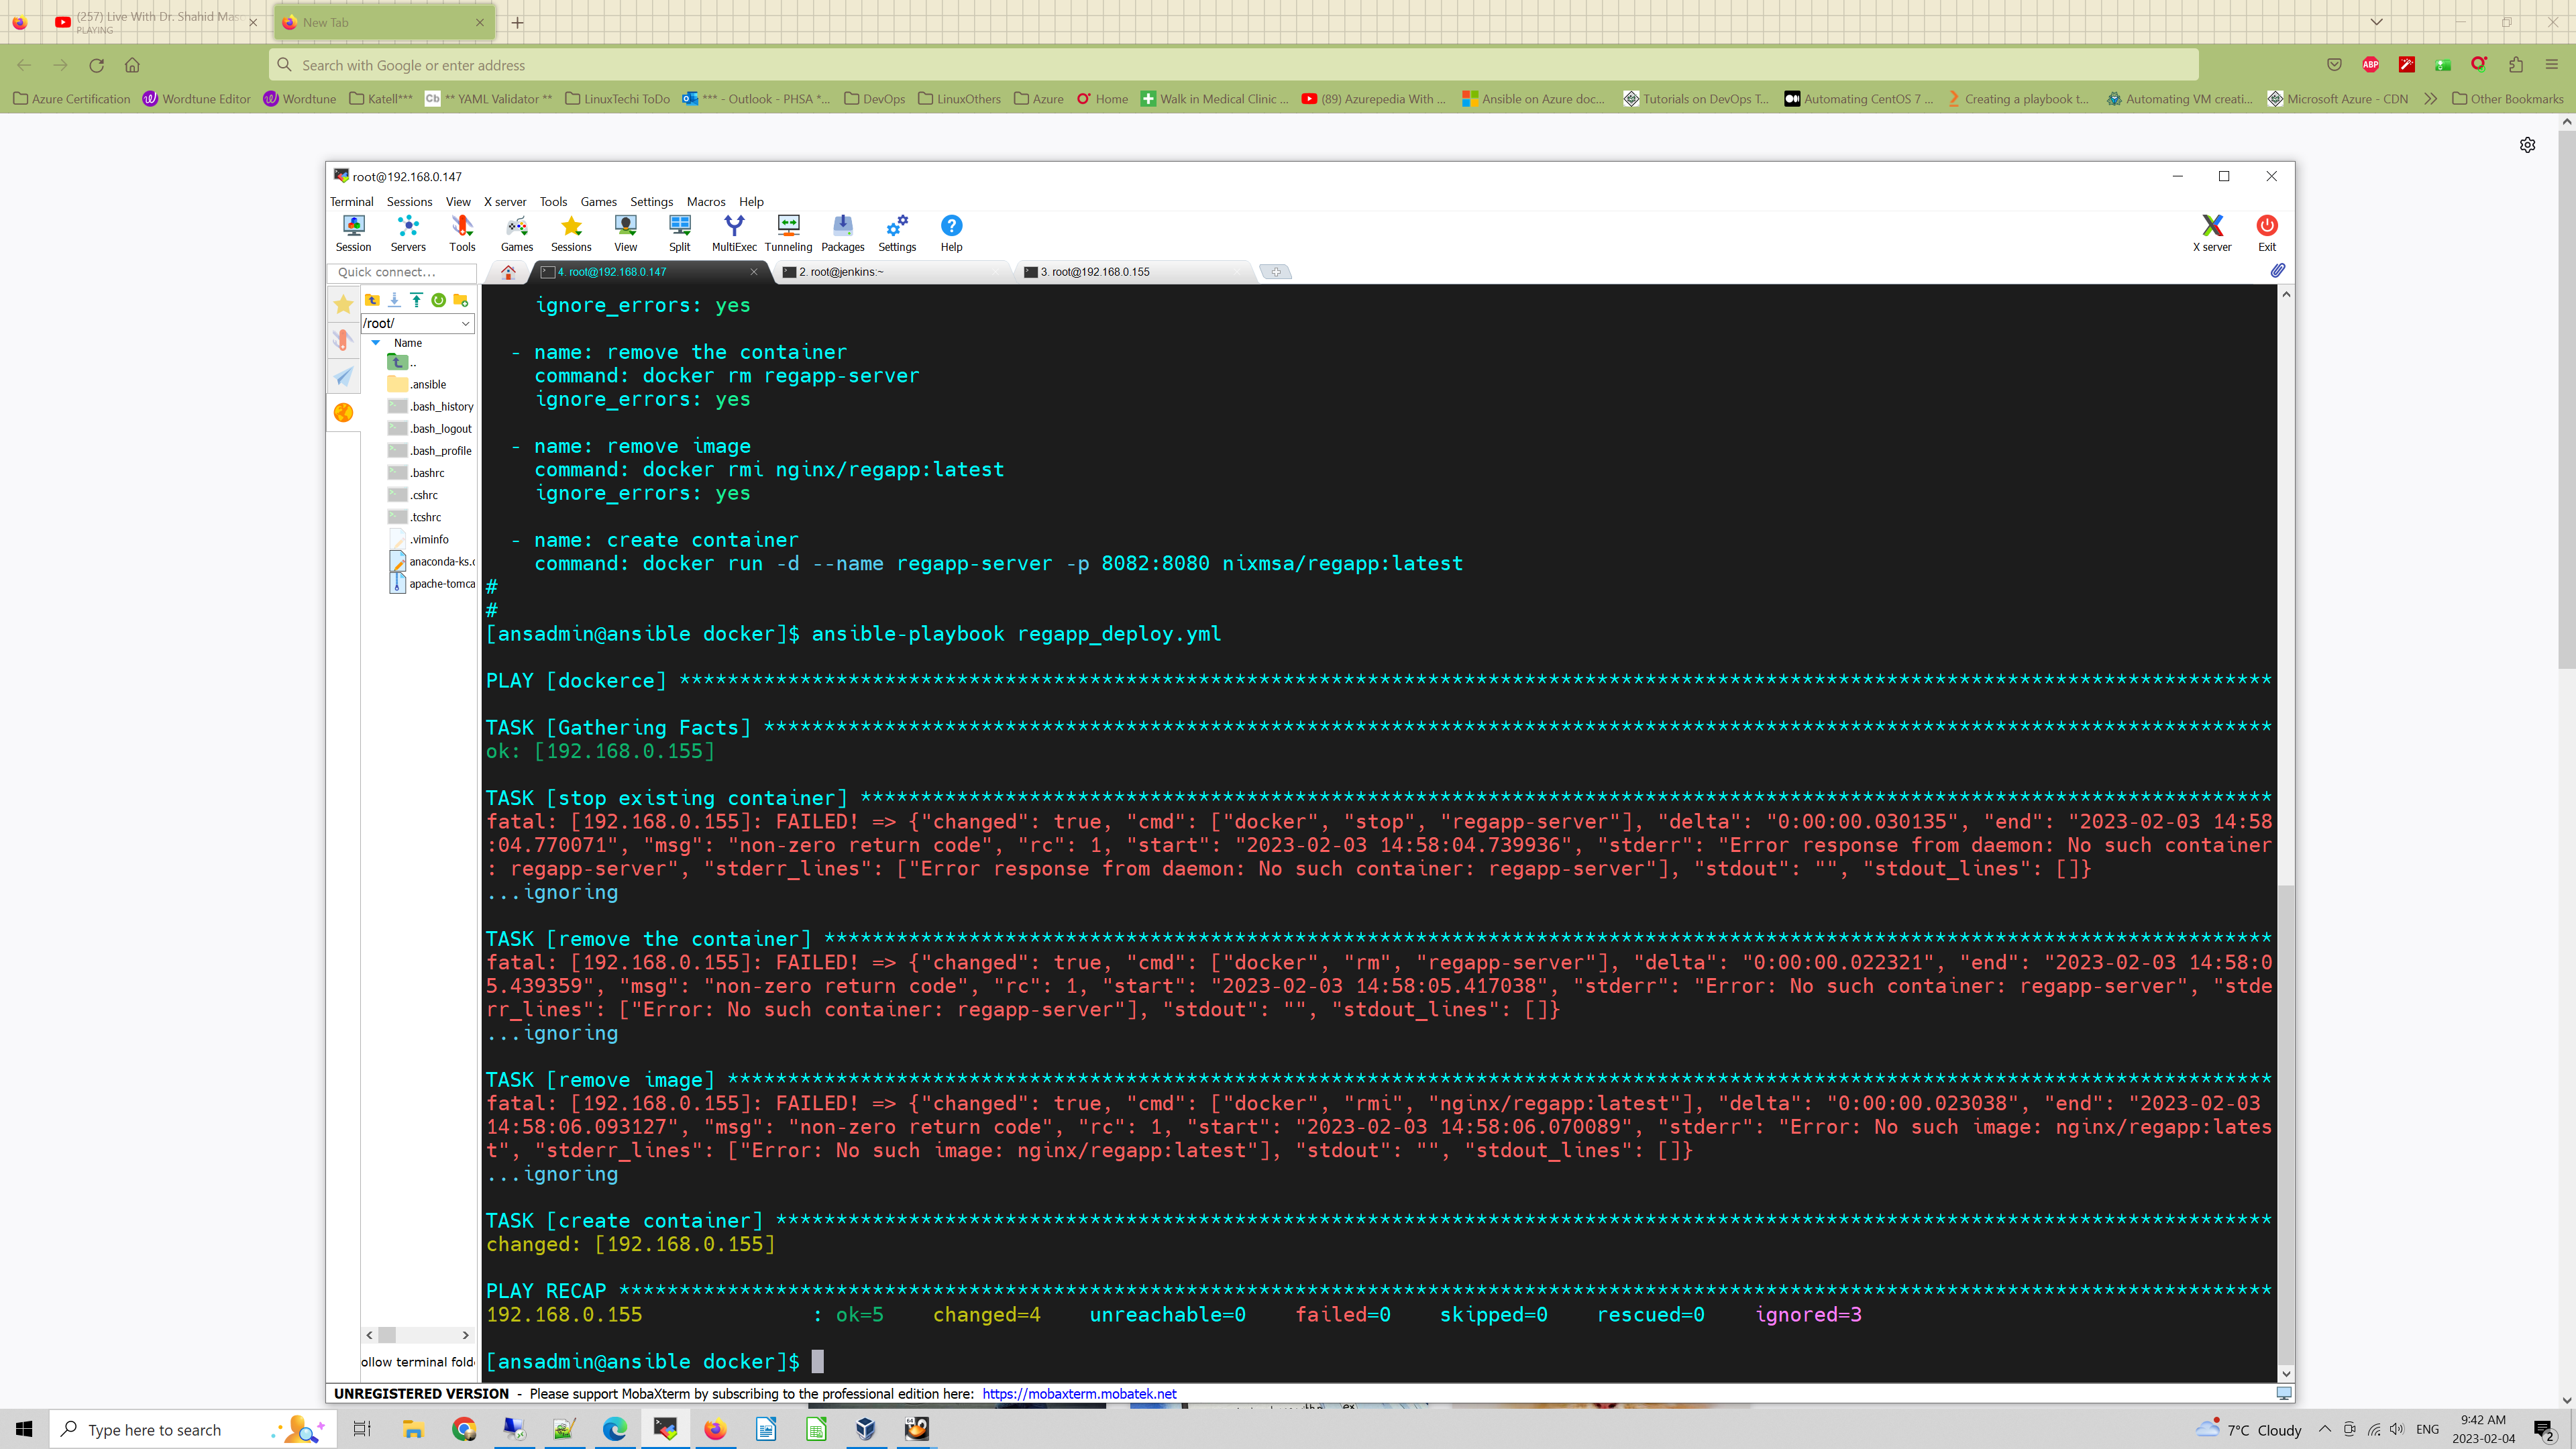 (257) Live With Dr. Shahid Mas
PLAYING
New Tab
Search with Google or enter address
ABP
Azure Certification
Wordtune Editor
Wordtune
Katell***
Cb ** YAML Validator **
LinuxTechi ToDo
*** - Outlook - PHSA *...
DevOps
LinuxOthers
Azure
Home
Walk in Medical Clinic ...
(89) Azurepedia With ...
Ansible on Azure doc...
Tutorials on DevOps T...
Automating CentOS 7 ...
Creating a playbook t...
Automating VM creati...
Microsoft Azure - CDN
Other Bookmarks
root@192.168.0.147
Terminal Sessions View X server Tools Games Settings Macros Help
Session Servers Tools Games Sessions View Split MultiExec Tunneling Packages Settings Help
X server Exit
Quick connect...
4. root@192.168.0.147
2. root@jenkins:~
3. root@192.168.0.155
/root/
Name
..
.ansible
.bash_history
.bash_logout
.bash_profile
.bashrc
.cshrc
.tcshrc
.viminfo
anaconda-ks.c
apache-tomca
ollow terminal fold
ignore_errors: yes
- name: remove the container
command: docker rm regapp-server
ignore_errors: yes
- name: remove image
command: docker rmi nginx/regapp:latest
ignore_errors: yes
- name: create container
command: docker run -d --name regapp-server -p 8082:8080 nixmsa/regapp:latest
#
#
[ansadmin@ansible docker]$ ansible-playbook regapp_deploy.yml
PLAY [dockerce] ************************************************************************************************************************************
TASK [Gathering Facts] *****************************************************************************************************************************
ok: [192.168.0.155]
TASK [stop existing container] *********************************************************************************************************************
fatal: [192.168.0.155]: FAILED! => {"changed": true, "cmd": ["docker", "stop", "regapp-server"], "delta": "0:00:00.030135", "end": "2023-02-03 14:58
:04.770071", "msg": "non-zero return code", "rc": 1, "start": "2023-02-03 14:58:04.739936", "stderr": "Error response from daemon: No such container
: regapp-server", "stderr_lines": ["Error response from daemon: No such container: regapp-server"], "stdout": "", "stdout_lines": []}
...ignoring
TASK [remove the container] ************************************************************************************************************************
fatal: [192.168.0.155]: FAILED! => {"changed": true, "cmd": ["docker", "rm", "regapp-server"], "delta": "0:00:00.022321", "end": "2023-02-03 14:58:0
5.439359", "msg": "non-zero return code", "rc": 1, "start": "2023-02-03 14:58:05.417038", "stderr": "Error: No such container: regapp-server", "stde
rr_lines": ["Error: No such container: regapp-server"], "stdout": "", "stdout_lines": []}
...ignoring
TASK [remove image] ********************************************************************************************************************************
fatal: [192.168.0.155]: FAILED! => {"changed": true, "cmd": ["docker", "rmi", "nginx/regapp:latest"], "delta": "0:00:00.023038", "end": "2023-02-03
14:58:06.093127", "msg": "non-zero return code", "rc": 1, "start": "2023-02-03 14:58:06.070089", "stderr": "Error: No such image: nginx/regapp:lates
t", "stderr_lines": ["Error: No such image: nginx/regapp:latest"], "stdout": "", "stdout_lines": []}
...ignoring
TASK [create container] ****************************************************************************************************************************
changed: [192.168.0.155]
PLAY RECAP *****************************************************************************************************************************************
192.168.0.155 : ok=5 changed=4 unreachable=0 failed=0 skipped=0 rescued=0 ignored=3
[ansadmin@ansible docker]$
UNREGISTERED VERSION - Please support MobaXterm by subscribing to the professional edition here: https://mobaxterm.mobatek.net
Type here to search
7°C Cloudy
ENG
9:42 AM
2023-02-04
2